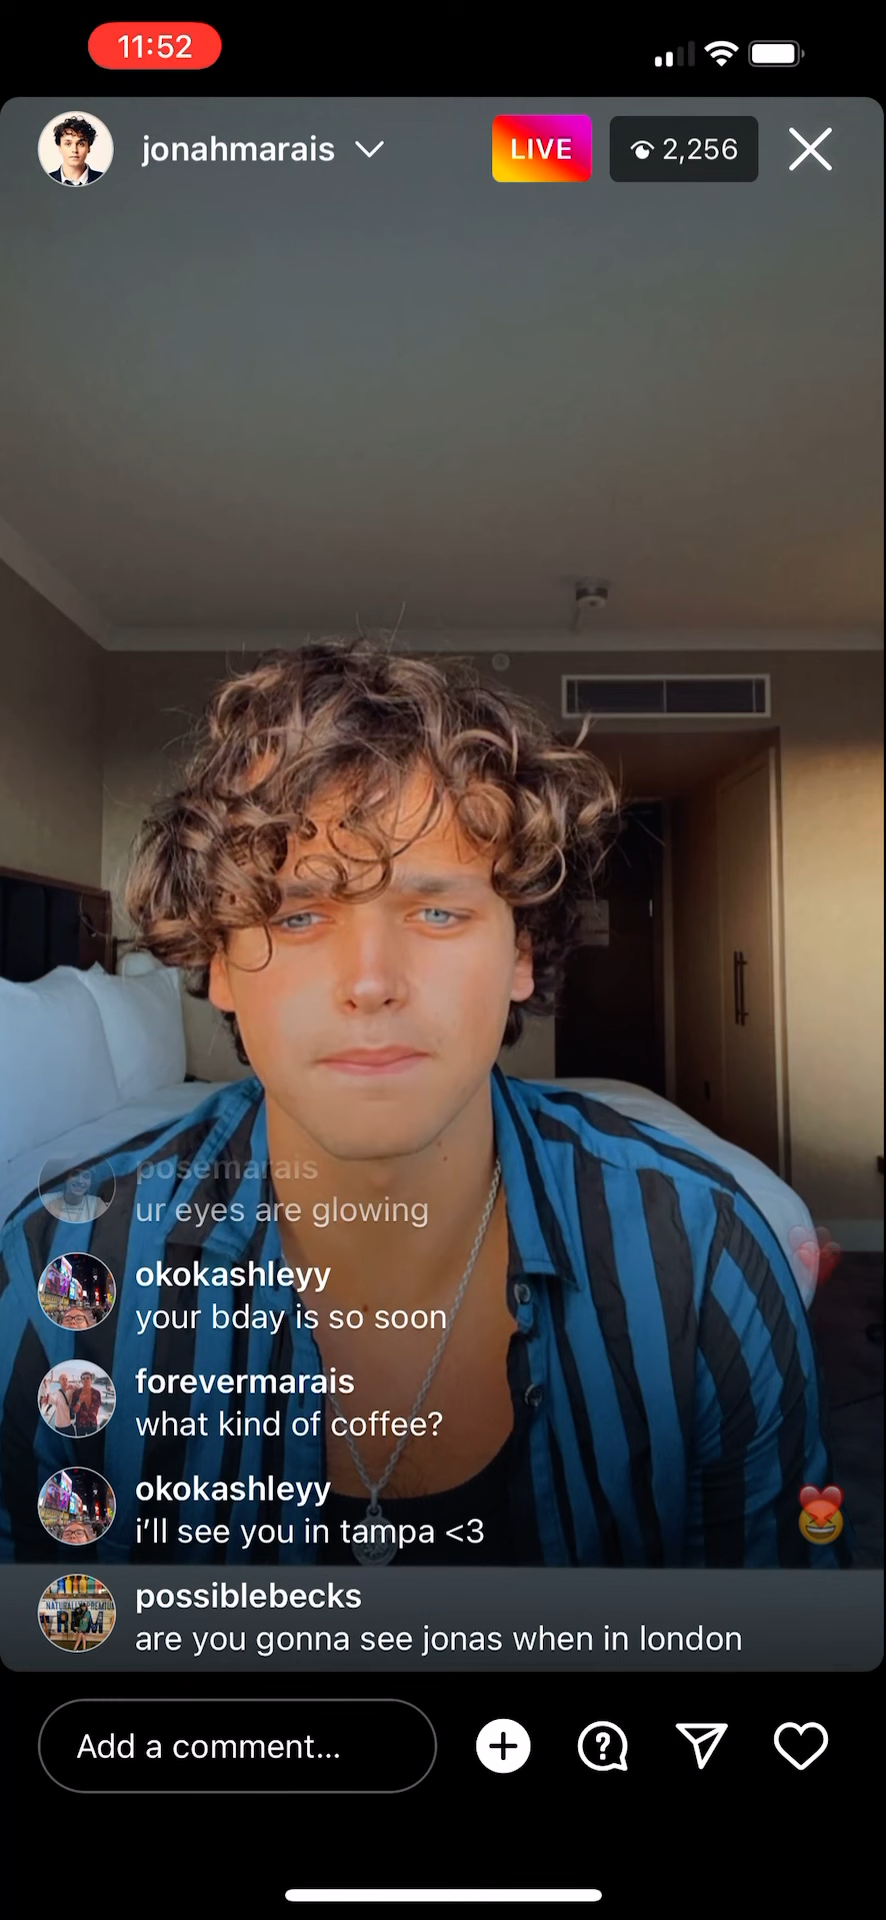 11:52
jonahmarais
LIVE
2,256
posemarais
ur eyes are glowing
okokashleyy
your bday is so soon
forevermarais
what kind of coffee?
okokashleyy
i’ll see you in tampa <3
possiblebecks
are you gonna see jonas when in london
Add a comment...